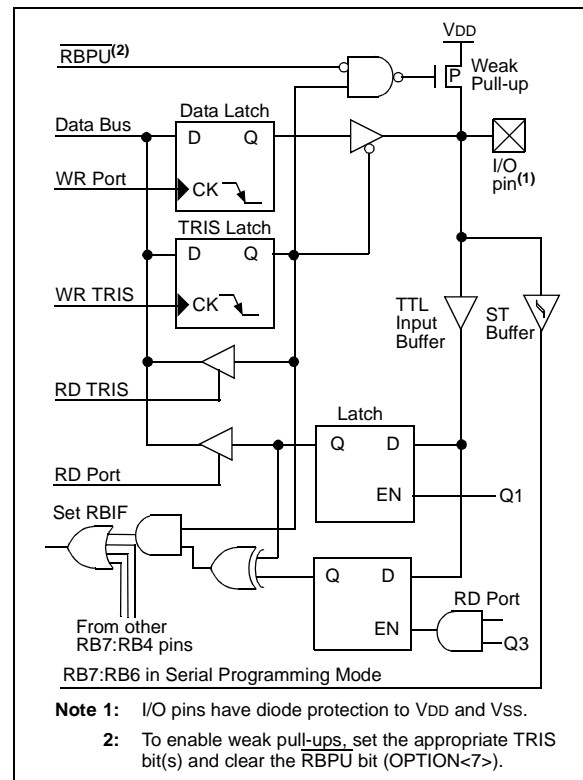 VDD
RBPU(2)
P
Weak
Pull-up
Data Latch
Data Bus
D Q
I/O
pin(1)
WR Port
CK
TRIS Latch
D Q
WR TRIS
CK
TTL
Input
Buffer
ST
Buffer
RD TRIS
Latch
Q D
RD Port
EN
Q1
Set RBIF
Q D
RD Port
EN
Q3
From other
RB7:RB4 pins
RB7:RB6 in Serial Programming Mode
Note 1: I/O pins have diode protection to VDD and VSS.
2: To enable weak pull-ups, set the appropriate TRIS
bit(s) and clear the RBPU bit (OPTION<7>).